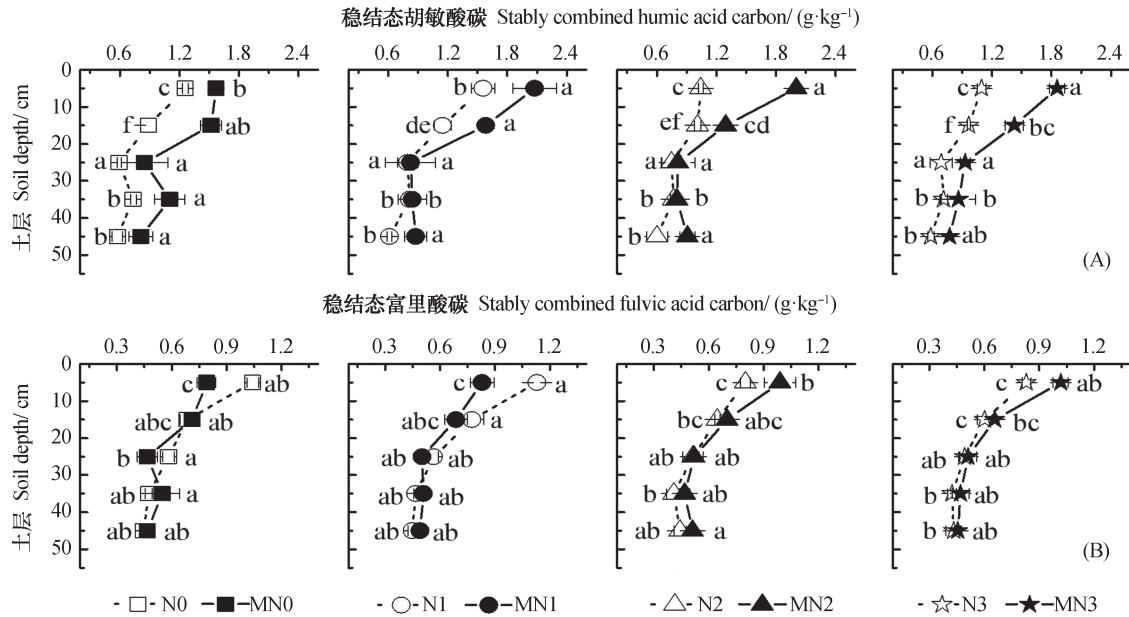 稳结态胡敏酸碳 Stably combined humic acid carbon/ (g·kg⁻¹)
0.6 1.2 1.8 2.4 0.6 1.2 1.8 2.4 0.6 1.2 1.8 2.4 0.6 1.2 1.8 2.4
0
c b b a c a c a
10
f ab de a ef cd f bc
20
a a a a a a a a
30
b a b b b b b b
40
b a b a b a b ab
50
土层 Soil depth/ cm
(A)
稳结态富里酸碳 Stably combined fulvic acid carbon/ (g·kg⁻¹)
0.3 0.6 0.9 1.2 0.3 0.6 0.9 1.2 0.3 0.6 0.9 1.2 0.3 0.6 0.9 1.2
0
c ab c a c b c ab
10
abc ab abc a bc abc c bc
20
b a a ab ab ab ab ab
30
ab a ab ab b ab b ab
40
ab ab ab ab ab a b ab
50
土层 Soil depth/ cm
(B)
N0 MN0 N1 MN1 N2 MN2 N3 MN3